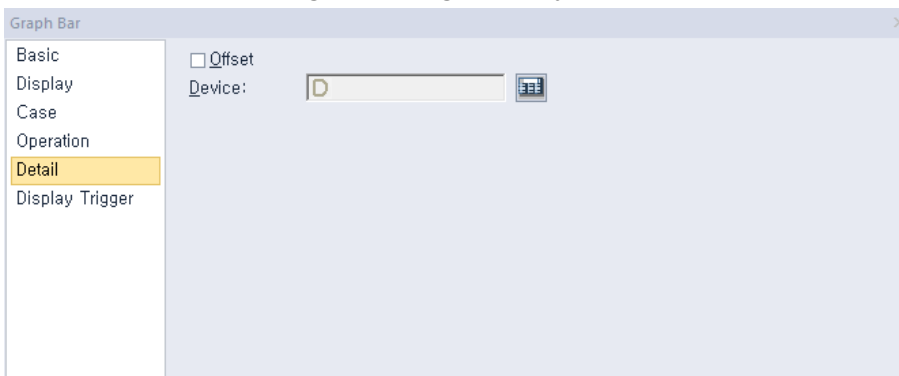 Graph Bar
Basic
Display
Case
Operation
Detail
Display Trigger
Offset
Device: D